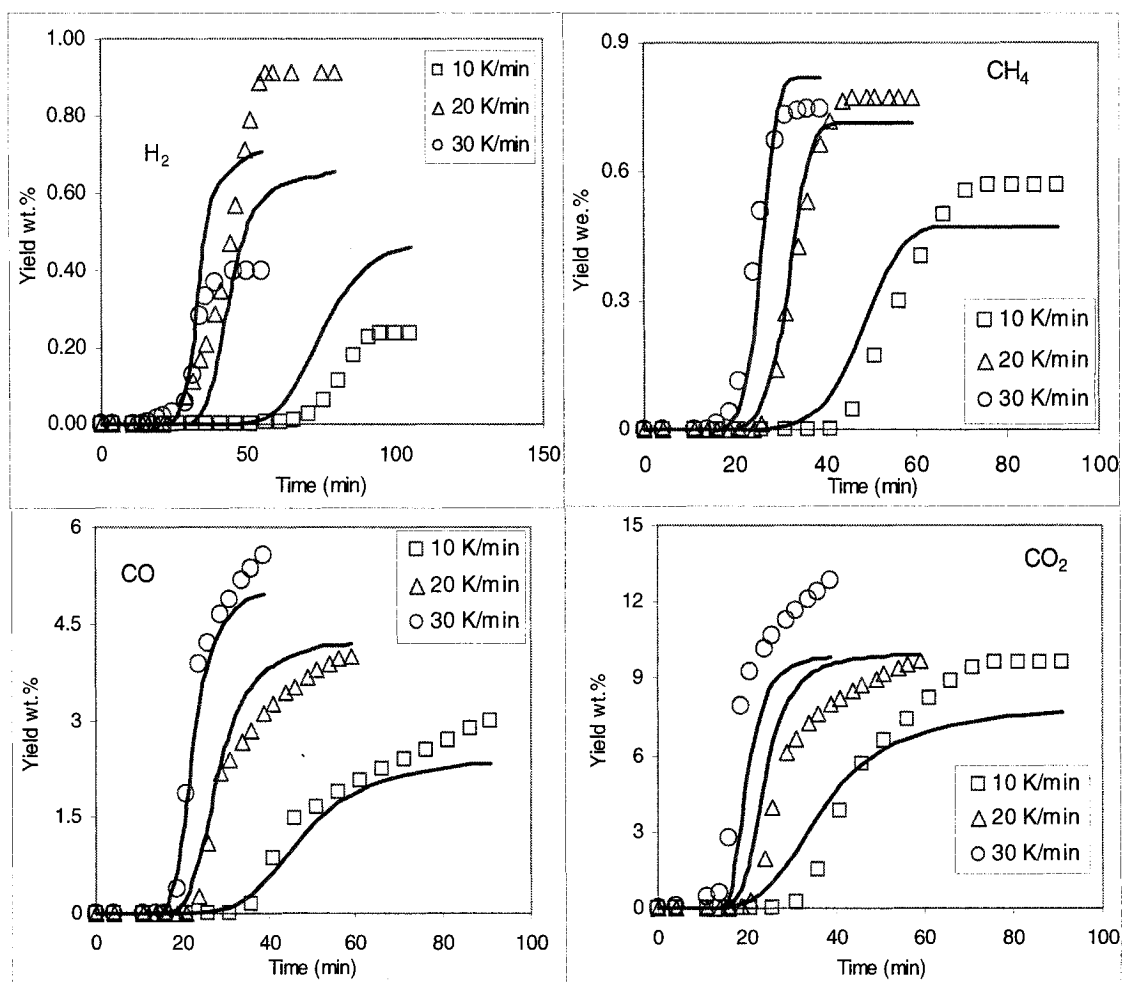 1.00
0.80
0.60
0.40
0.20
0.00
Yield wt.%
H2
□ 10 K/min
△ 20 K/min
○ 30 K/min
0 50 100 150
Time (min)
0.9
0.6
0.3
0
Yield we.%
CH4
□ 10 K/min
△ 20 K/min
○ 30 K/min
0 20 40 60 80 100
Time (min)
6
4.5
3
1.5
0
Yield wt.%
CO
□ 10 K/min
△ 20 K/min
○ 30 K/min
0 20 40 60 80 100
Time (min)
15
12
9
6
3
0
Yield wt.%
CO2
□ 10 K/min
△ 20 K/min
○ 30 K/min
0 20 40 60 80 100
Time (min)